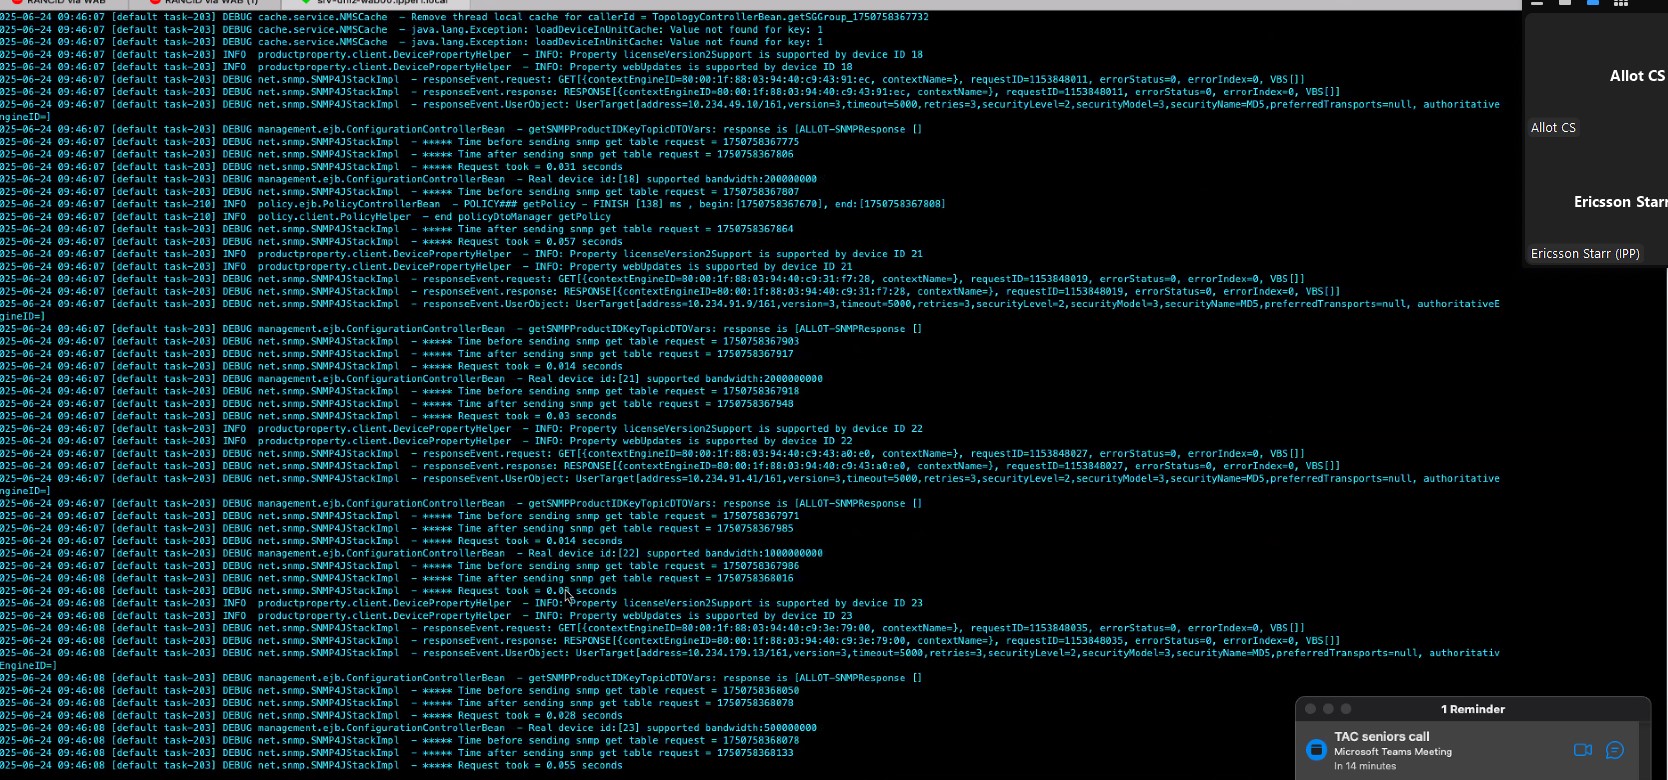 RANCID via WAB
RANCID via WAB (1)
25-06-24 09:46:07 [default task-203] DEBUG cache.service.NMSCache - Remove thread local cache for callerId = TopologyControllerBean.getSGGroup_1750758367732
025-06-24 09:46:07 [default task-203] DEBUG cache.service.NMSCache - java.lang.Exception: loadDeviceInUnitCache: Value not found for key: 1
025-06-24 09:46:07 [default task-203] DEBUG cache.service.NMSCache - java.lang.Exception: loadDeviceInUnitCache: Value not found for key: 1
025-06-24 09:46:07 [default task-203] INFO productproperty.client.DevicePropertyHelper - INFO: Property licenseVersion2Support is supported by device ID 18
025-06-24 09:46:07 [default task-203] INFO productproperty.client.DevicePropertyHelper - INFO: Property webUpdates is supported by device ID 18
025-06-24 09:46:07 [default task-203] DEBUG net.snmp.SNMP4JStackImpl - responseEvent.request: GET[{contextEngineID=80:00:1f:88:03:94:40:c9:43:91:ec, contextName=}, requestID=1153848011, errorStatus=0, errorIndex=0, VBS[]]
025-06-24 09:46:07 [default task-203] DEBUG net.snmp.SNMP4JStackImpl - responseEvent.response: RESPONSE[{contextEngineID=80:00:1f:88:03:94:40:c9:43:91:ec, contextName=}, requestID=1153848011, errorStatus=0, errorIndex=0, VBS[]]
025-06-24 09:46:07 [default task-203] DEBUG net.snmp.SNMP4JStackImpl - responseEvent.UserObject: UserTarget[address=10.234.49.10/161,version=3,timeout=5000,retries=3,securityLevel=2,securityModel=3,securityName=MD5,preferredTransports=null, authoritative
ngineID=]
025-06-24 09:46:07 [default task-203] DEBUG management.ejb.ConfigurationControllerBean - getSNMPProductIDKeyTopicDTOVars: response is [ALLOT-SNMPResponse []
025-06-24 09:46:07 [default task-203] DEBUG net.snmp.SNMP4JStackImpl - ***** Time before sending snmp get table request = 1750758367775
025-06-24 09:46:07 [default task-203] DEBUG net.snmp.SNMP4JStackImpl - ***** Time after sending snmp get table request = 1750758367806
025-06-24 09:46:07 [default task-203] DEBUG net.snmp.SNMP4JStackImpl - ***** Request took = 0.031 seconds
025-06-24 09:46:07 [default task-203] DEBUG management.ejb.ConfigurationControllerBean - Real device id:[18] supported bandwidth:200000000
025-06-24 09:46:07 [default task-203] DEBUG net.snmp.SNMP4JStackImpl - ***** Time before sending snmp get table request = 1750758367807
025-06-24 09:46:07 [default task-210] INFO policy.ejb.PolicyControllerBean - POLICY### getPolicy - FINISH [138] ms , begin:[1750758367670], end:[1750758367808]
025-06-24 09:46:07 [default task-210] INFO policy.client.PolicyHelper - end policyDtoManager getPolicy
025-06-24 09:46:07 [default task-203] DEBUG net.snmp.SNMP4JStackImpl - ***** Time after sending snmp get table request = 1750758367864
025-06-24 09:46:07 [default task-203] DEBUG net.snmp.SNMP4JStackImpl - ***** Request took = 0.057 seconds
025-06-24 09:46:07 [default task-203] INFO productproperty.client.DevicePropertyHelper - INFO: Property licenseVersion2Support is supported by device ID 21
025-06-24 09:46:07 [default task-203] INFO productproperty.client.DevicePropertyHelper - INFO: Property webUpdates is supported by device ID 21
025-06-24 09:46:07 [default task-203] DEBUG net.snmp.SNMP4JStackImpl - responseEvent.request: GET[{contextEngineID=80:00:1f:88:03:94:40:c9:31:f7:28, contextName=}, requestID=1153848019, errorStatus=0, errorIndex=0, VBS[]]
025-06-24 09:46:07 [default task-203] DEBUG net.snmp.SNMP4JStackImpl - responseEvent.response: RESPONSE[{contextEngineID=80:00:1f:88:03:94:40:c9:31:f7:28, contextName=}, requestID=1153848019, errorStatus=0, errorIndex=0, VBS[]]
025-06-24 09:46:07 [default task-203] DEBUG net.snmp.SNMP4JStackImpl - responseEvent.UserObject: UserTarget[address=10.234.91.9/161,version=3,timeout=5000,retries=3,securityLevel=2,securityModel=3,securityName=MD5,preferredTransports=null, authoritativeE
gineID=]
025-06-24 09:46:07 [default task-203] DEBUG management.ejb.ConfigurationControllerBean - getSNMPProductIDKeyTopicDTOVars: response is [ALLOT-SNMPResponse []
025-06-24 09:46:07 [default task-203] DEBUG net.snmp.SNMP4JStackImpl - ***** Time before sending snmp get table request = 1750758367903
025-06-24 09:46:07 [default task-203] DEBUG net.snmp.SNMP4JStackImpl - ***** Time after sending snmp get table request = 1750758367917
025-06-24 09:46:07 [default task-203] DEBUG net.snmp.SNMP4JStackImpl - ***** Request took = 0.014 seconds
025-06-24 09:46:07 [default task-203] DEBUG management.ejb.ConfigurationControllerBean - Real device id:[21] supported bandwidth:2000000000
025-06-24 09:46:07 [default task-203] DEBUG net.snmp.SNMP4JStackImpl - ***** Time before sending snmp get table request = 1750758367918
025-06-24 09:46:07 [default task-203] DEBUG net.snmp.SNMP4JStackImpl - ***** Time after sending snmp get table request = 1750758367948
025-06-24 09:46:07 [default task-203] DEBUG net.snmp.SNMP4JStackImpl - ***** Request took = 0.03 seconds
025-06-24 09:46:07 [default task-203] INFO productproperty.client.DevicePropertyHelper - INFO: Property licenseVersion2Support is supported by device ID 22
025-06-24 09:46:07 [default task-203] INFO productproperty.client.DevicePropertyHelper - INFO: Property webUpdates is supported by device ID 22
025-06-24 09:46:07 [default task-203] DEBUG net.snmp.SNMP4JStackImpl - responseEvent.request: GET[{contextEngineID=80:00:1f:88:03:94:40:c9:43:a0:e0, contextName=}, requestID=1153848027, errorStatus=0, errorIndex=0, VBS[]]
025-06-24 09:46:07 [default task-203] DEBUG net.snmp.SNMP4JStackImpl - responseEvent.response: RESPONSE[{contextEngineID=80:00:1f:88:03:94:40:c9:43:a0:e0, contextName=}, requestID=1153848027, errorStatus=0, errorIndex=0, VBS[]]
025-06-24 09:46:07 [default task-203] DEBUG net.snmp.SNMP4JStackImpl - responseEvent.UserObject: UserTarget[address=10.234.91.41/161,version=3,timeout=5000,retries=3,securityLevel=2,securityModel=3,securityName=MD5,preferredTransports=null, authoritative
ngineID=]
025-06-24 09:46:07 [default task-203] DEBUG management.ejb.ConfigurationControllerBean - getSNMPProductIDKeyTopicDTOVars: response is [ALLOT-SNMPResponse []
025-06-24 09:46:07 [default task-203] DEBUG net.snmp.SNMP4JStackImpl - ***** Time before sending snmp get table request = 1750758367971
025-06-24 09:46:07 [default task-203] DEBUG net.snmp.SNMP4JStackImpl - ***** Time after sending snmp get table request = 1750758367985
025-06-24 09:46:07 [default task-203] DEBUG net.snmp.SNMP4JStackImpl - ***** Request took = 0.014 seconds
025-06-24 09:46:07 [default task-203] DEBUG management.ejb.ConfigurationControllerBean - Real device id:[22] supported bandwidth:1000000000
025-06-24 09:46:07 [default task-203] DEBUG net.snmp.SNMP4JStackImpl - ***** Time before sending snmp get table request = 1750758367986
025-06-24 09:46:08 [default task-203] DEBUG net.snmp.SNMP4JStackImpl - ***** Time after sending snmp get table request = 1750758368016
025-06-24 09:46:08 [default task-203] DEBUG net.snmp.SNMP4JStackImpl - ***** Request took = seconds
025-06-24 09:46:08 [default task-203] INFO productproperty.client.DevicePropertyHelper - INFO: Property licenseVersion2Support is supported by device ID 23
025-06-24 09:46:08 [default task-203] INFO productproperty.client.DevicePropertyHelper - INFO: Property webUpdates is supported by device ID 23
025-06-24 09:46:08 [default task-203] DEBUG net.snmp.SNMP4JStackImpl - responseEvent.request: GET[{contextEngineID=80:00:1f:88:03:94:40:c9:3e:79:00, contextName=}, requestID=1153848035, errorStatus=0, errorIndex=0, VBS[]]
025-06-24 09:46:08 [default task-203] DEBUG net.snmp.SNMP4JStackImpl - responseEvent.response: RESPONSE[{contextEngineID=80:00:1f:88:03:94:40:c9:3e:79:00, contextName=}, requestID=1153848035, errorStatus=0, errorIndex=0, VBS[]]
025-06-24 09:46:08 [default task-203] DEBUG net.snmp.SNMP4JStackImpl - responseEvent.UserObject: UserTarget[address=10.234.179.13/161,version=3,timeout=5000,retries=3,securityLevel=2,securityModel=3,securityName=MD5,preferredTransports=null, authoritativ
EngineID=]
025-06-24 09:46:08 [default task-203] DEBUG management.ejb.ConfigurationControllerBean - getSNMPProductIDKeyTopicDTOVars: response is [ALLOT-SNMPResponse []
025-06-24 09:46:08 [default task-203] DEBUG net.snmp.SNMP4JStackImpl - ***** Time before sending snmp get table request = 1750758368050
025-06-24 09:46:08 [default task-203] DEBUG net.snmp.SNMP4JStackImpl - ***** Time after sending snmp get table request = 1750758368078
025-06-24 09:46:08 [default task-203] DEBUG net.snmp.SNMP4JStackImpl - ***** Request took = 0.028 seconds
025-06-24 09:46:08 [default task-203] DEBUG management.ejb.ConfigurationControllerBean - Real device id:[23] supported bandwidth:500000000
025-06-24 09:46:08 [default task-203] DEBUG net.snmp.SNMP4JStackImpl - ***** Time before sending snmp get table request = 1750758368078
025-06-24 09:46:08 [default task-203] DEBUG net.snmp.SNMP4JStackImpl - ***** Time after sending snmp get table request = 1750758368133
025-06-24 09:46:08 [default task-203] DEBUG net.snmp.SNMP4JStackImpl - ***** Request took = 0.055 seconds
Allot CS
Allot CS
Ericsson Starr
Ericsson Starr (IPP)
1 Reminder
TAC seniors call
Microsoft Teams Meeting
In 14 minutes